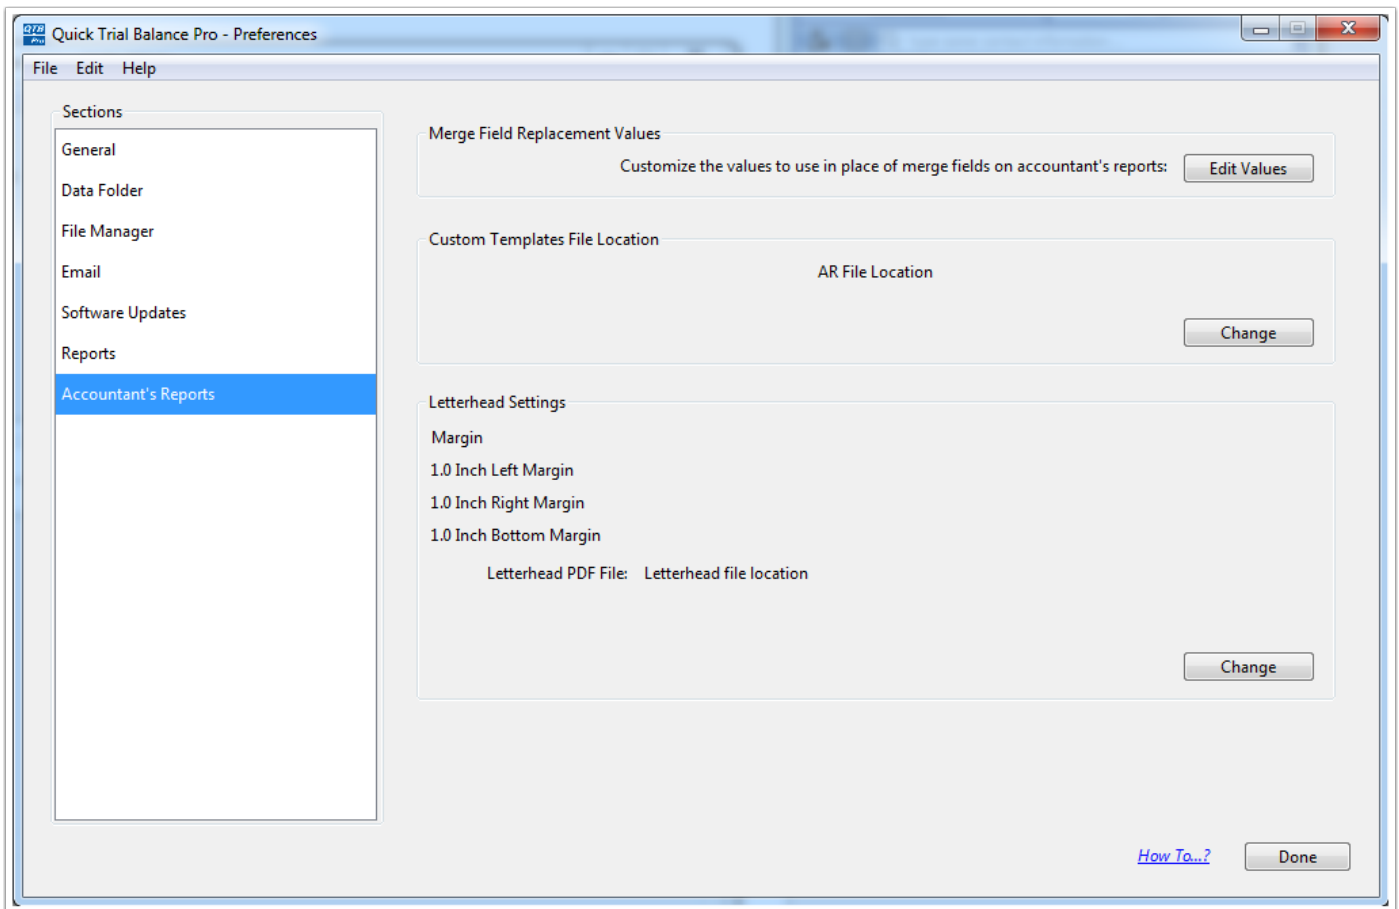 QTB
Pro
Quick Trial Balance Pro - Preferences
File Edit Help
Sections
General
Data Folder
File Manager
Email
Software Updates
Reports
Accountant's Reports
Merge Field Replacement Values
Customize the values to use in place of merge fields on accountant's reports:
Edit Values
Custom Templates File Location
AR File Location
Change
Letterhead Settings
Margin
1.0 Inch Left Margin
1.0 Inch Right Margin
1.0 Inch Bottom Margin
Letterhead PDF File: Letterhead file location
Change
How To...?
Done